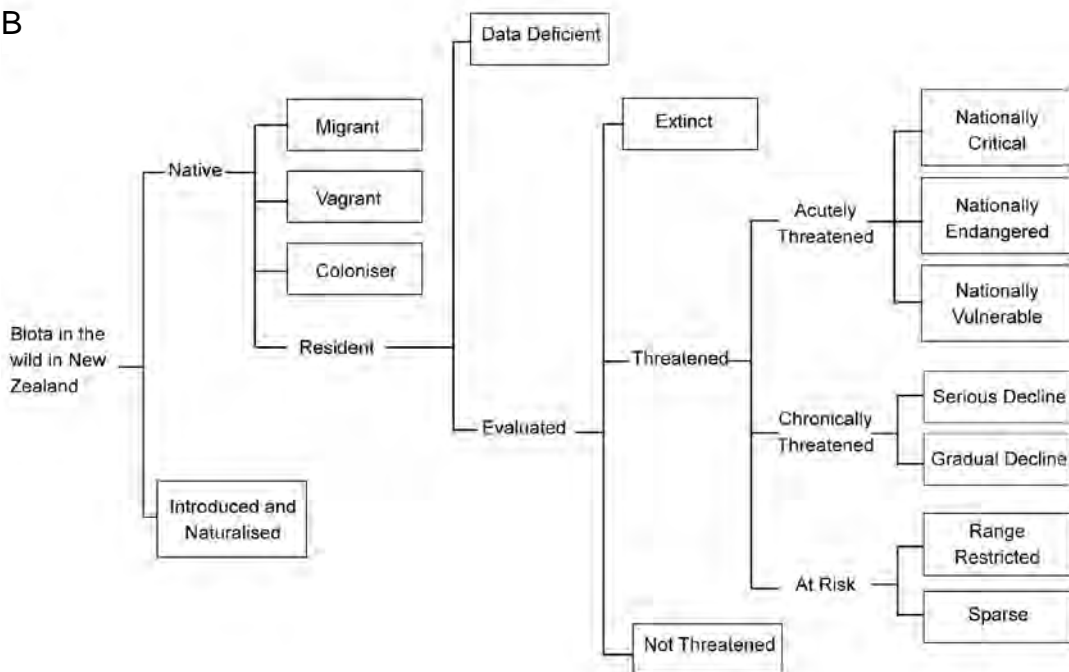 B
Data Deficient
Migrant
Native
Vagrant
Coloniser
Biota in the
wild in New
Zealand
Resident
Evaluated
Introduced and
Naturalised
Extinct
Threatened
Not Threatened
Acutely
Threatened
Nationally
Critical
Nationally
Endangered
Nationally
Vulnerable
Chronically
Threatened
Serious Decline
Gradual Decline
At Risk
Range
Restricted
Sparse